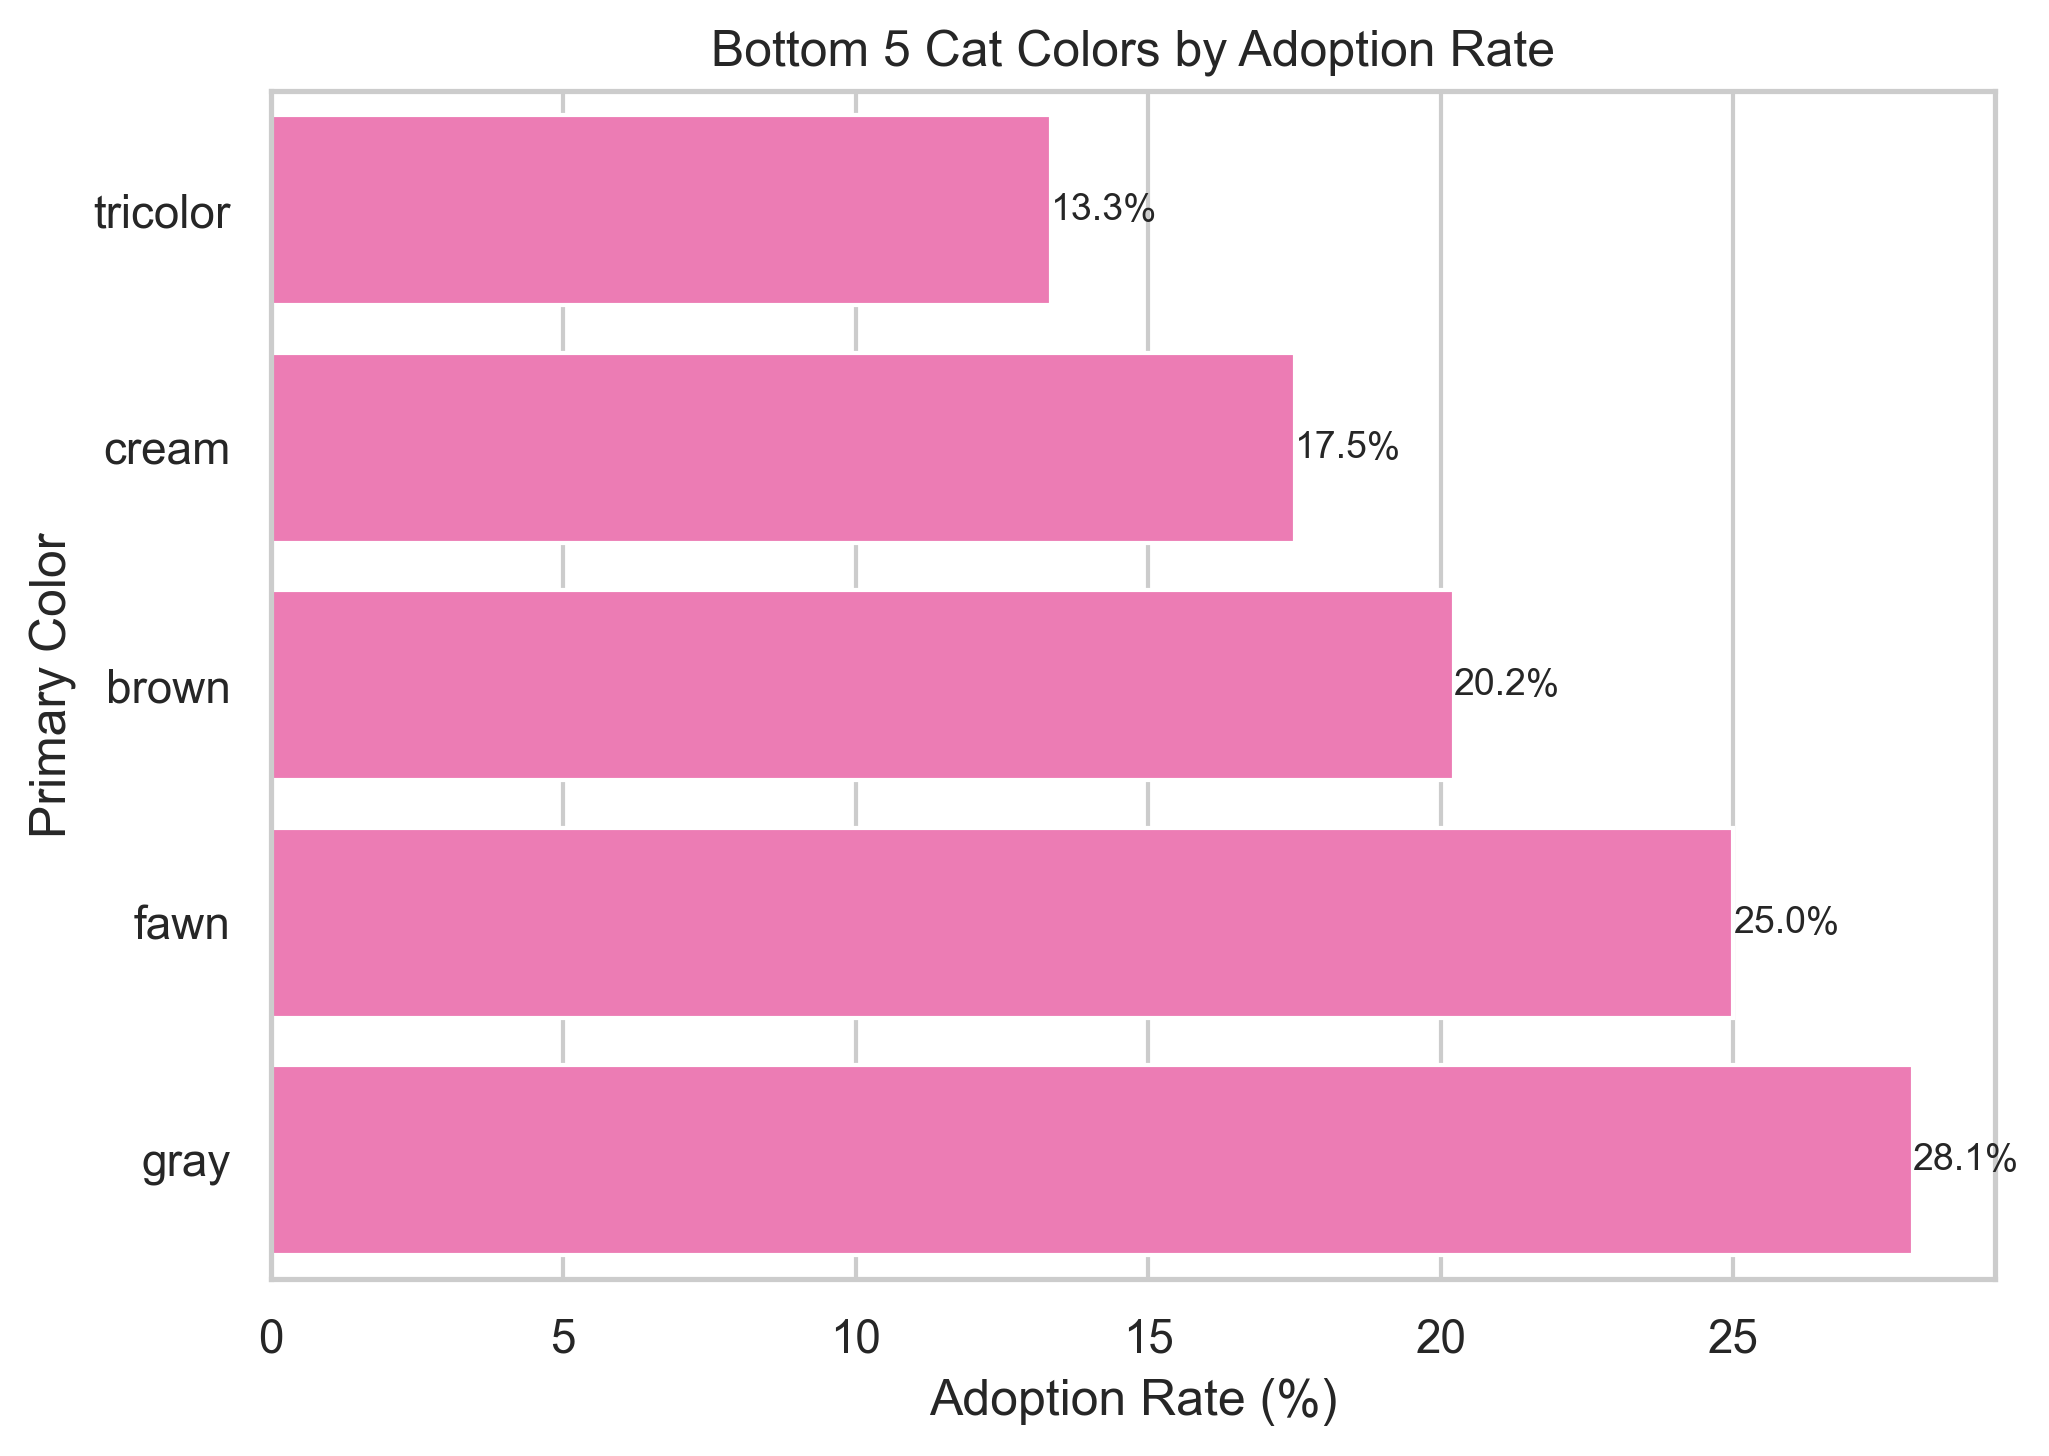 Bottom 5 Cat Colors by Adoption Rate
Primary Color
tricolor
13.3%
cream
17.5%
brown
20.2%
fawn
25.0%
gray
28.1%
0 5 10 15 20 25
Adoption Rate (%)